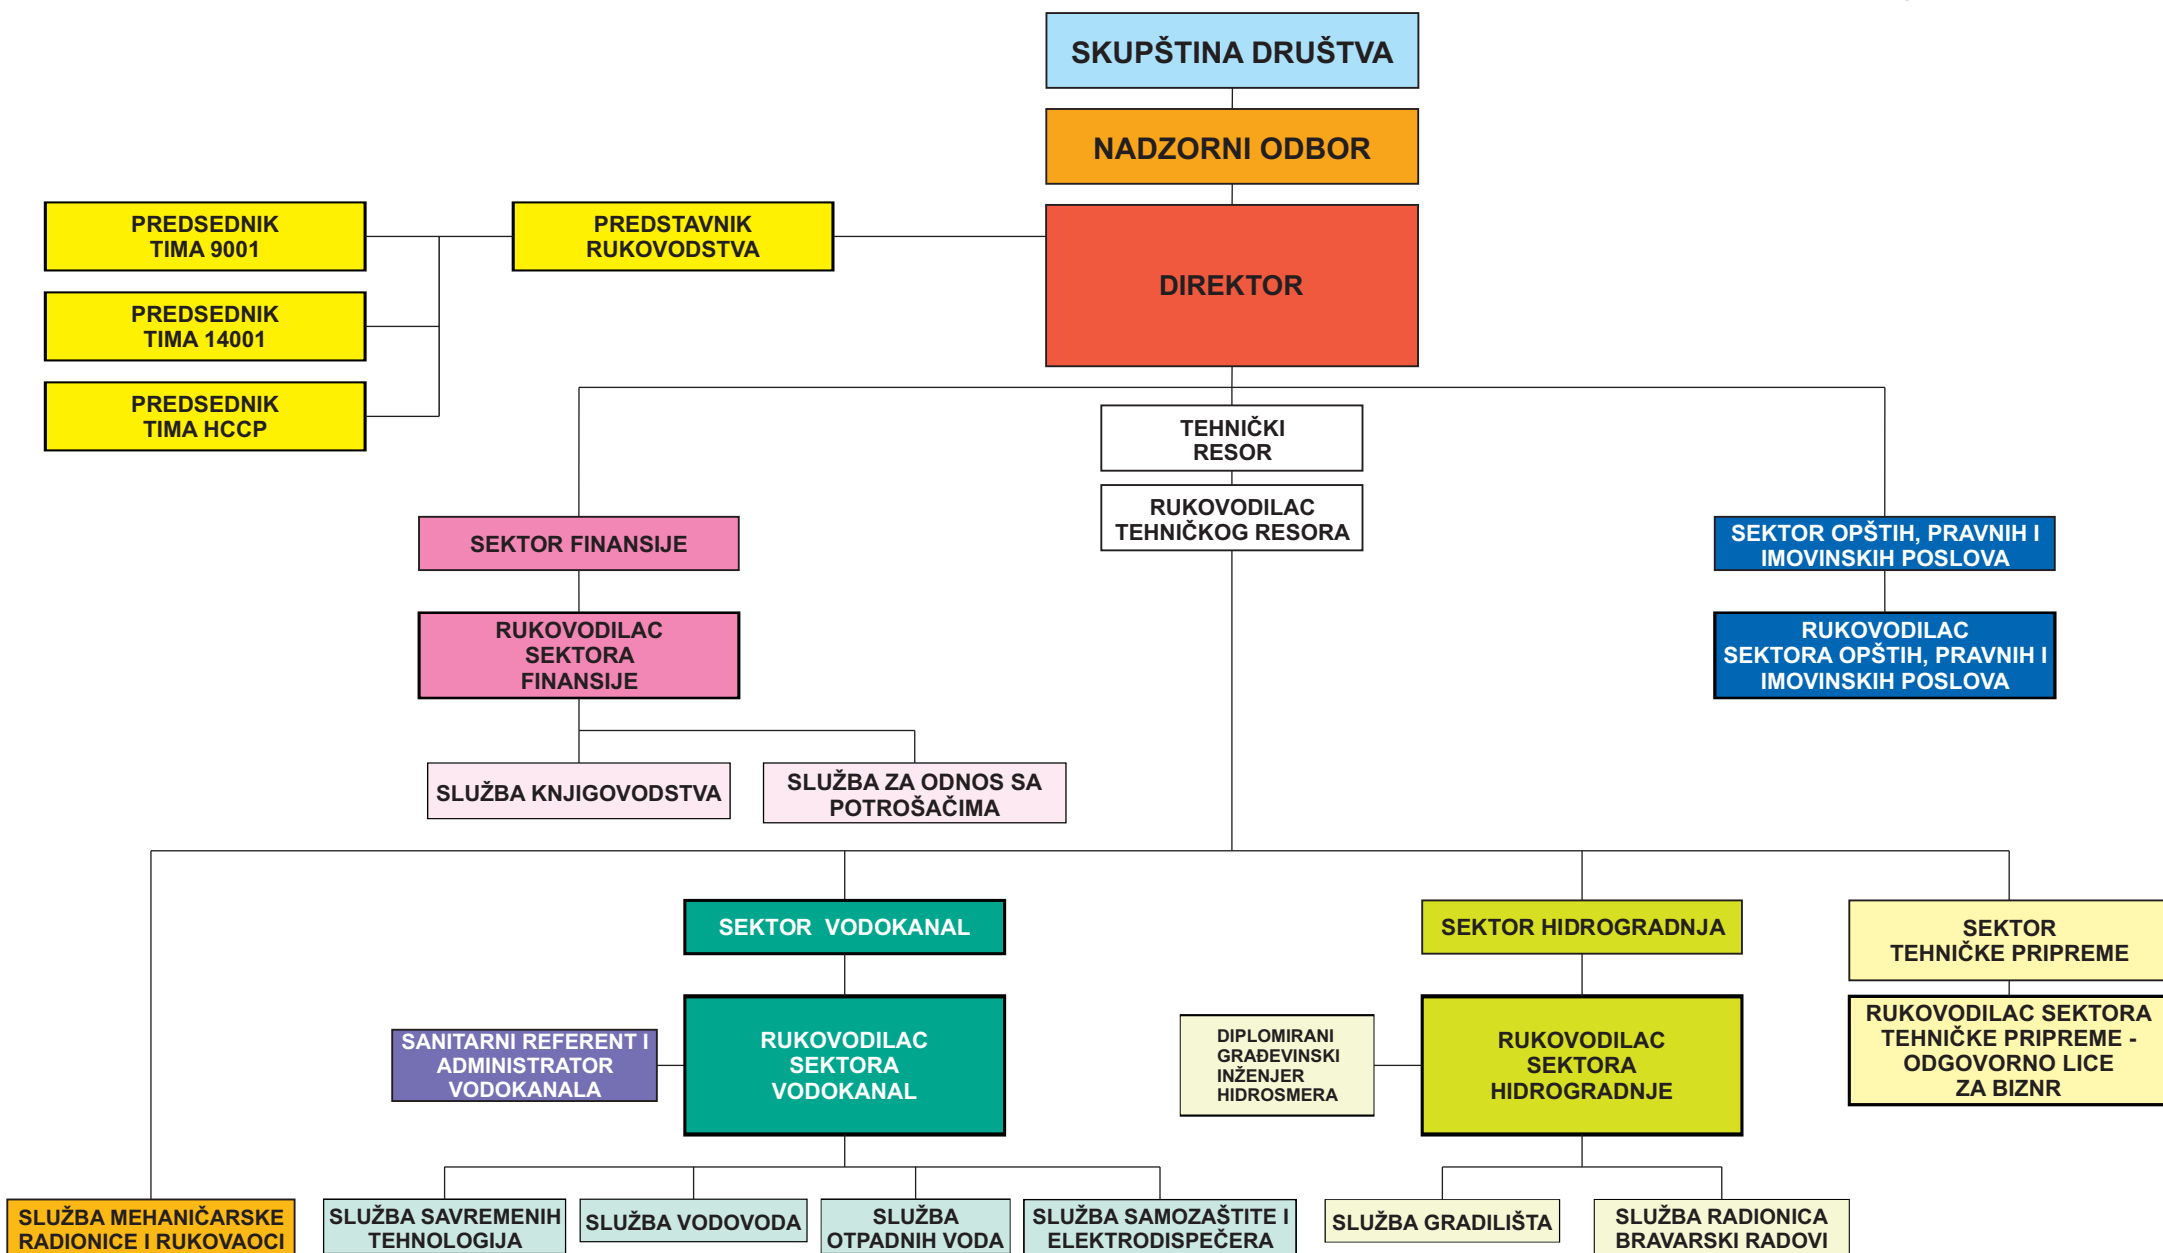 SKUPŠTINA DRUŠTVA
NADZORNI ODBOR
PREDSEDNIK
TIMA 9001
PREDSTAVNIK
RUKOVODSTVA
DIREKTOR
PREDSEDNIK
TIMA 14001
PREDSEDNIK
TIMA HCCP
TEHNIČKI
RESOR
RUKOVODILAC
TEHNIČKOG RESORA
SEKTOR FINANSIJE
SEKTOR OPŠTIH, PRAVNIH I
IMOVINSKIH POSLOVA
RUKOVODILAC
SEKTORA
FINANSIJE
RUKOVODILAC
SEKTORA OPŠTIH, PRAVNIH I
IMOVINSKIH POSLOVA
SLUŽBA KNJIGOVODSTVA
SLUŽBA ZA ODNOS SA
POTROŠAČIMA
SEKTOR VODOKANAL
SEKTOR HIDROGRADNJA
SEKTOR
TEHNIČKE PRIPREME
SANITARNI REFERENT I
ADMINISTRATOR
VODOKANALA
RUKOVODILAC
SEKTORA
VODOKANAL
DIPLOMIRANI
GRAĐEVINSKI
INŽENJER
HIDROSMERA
RUKOVODILAC
SEKTORA
HIDROGRADNJE
RUKOVODILAC SEKTORA
TEHNIČKE PRIPREME -
ODGOVORNO LICE
ZA BIZNR
SLUŽBA MEHANIČARSKE
RADIONICE I RUKOVAOCI
SLUŽBA SAVREMENIH
TEHNOLOGIJA
SLUŽBA VODOVODA
SLUŽBA
OTPADNIH VODA
SLUŽBA SAMOZAŠTITE I
ELEKTRODISPEČERA
SLUŽBA GRADILIŠTA
SLUŽBA RADIONICA
BRAVARSKI RADOVI